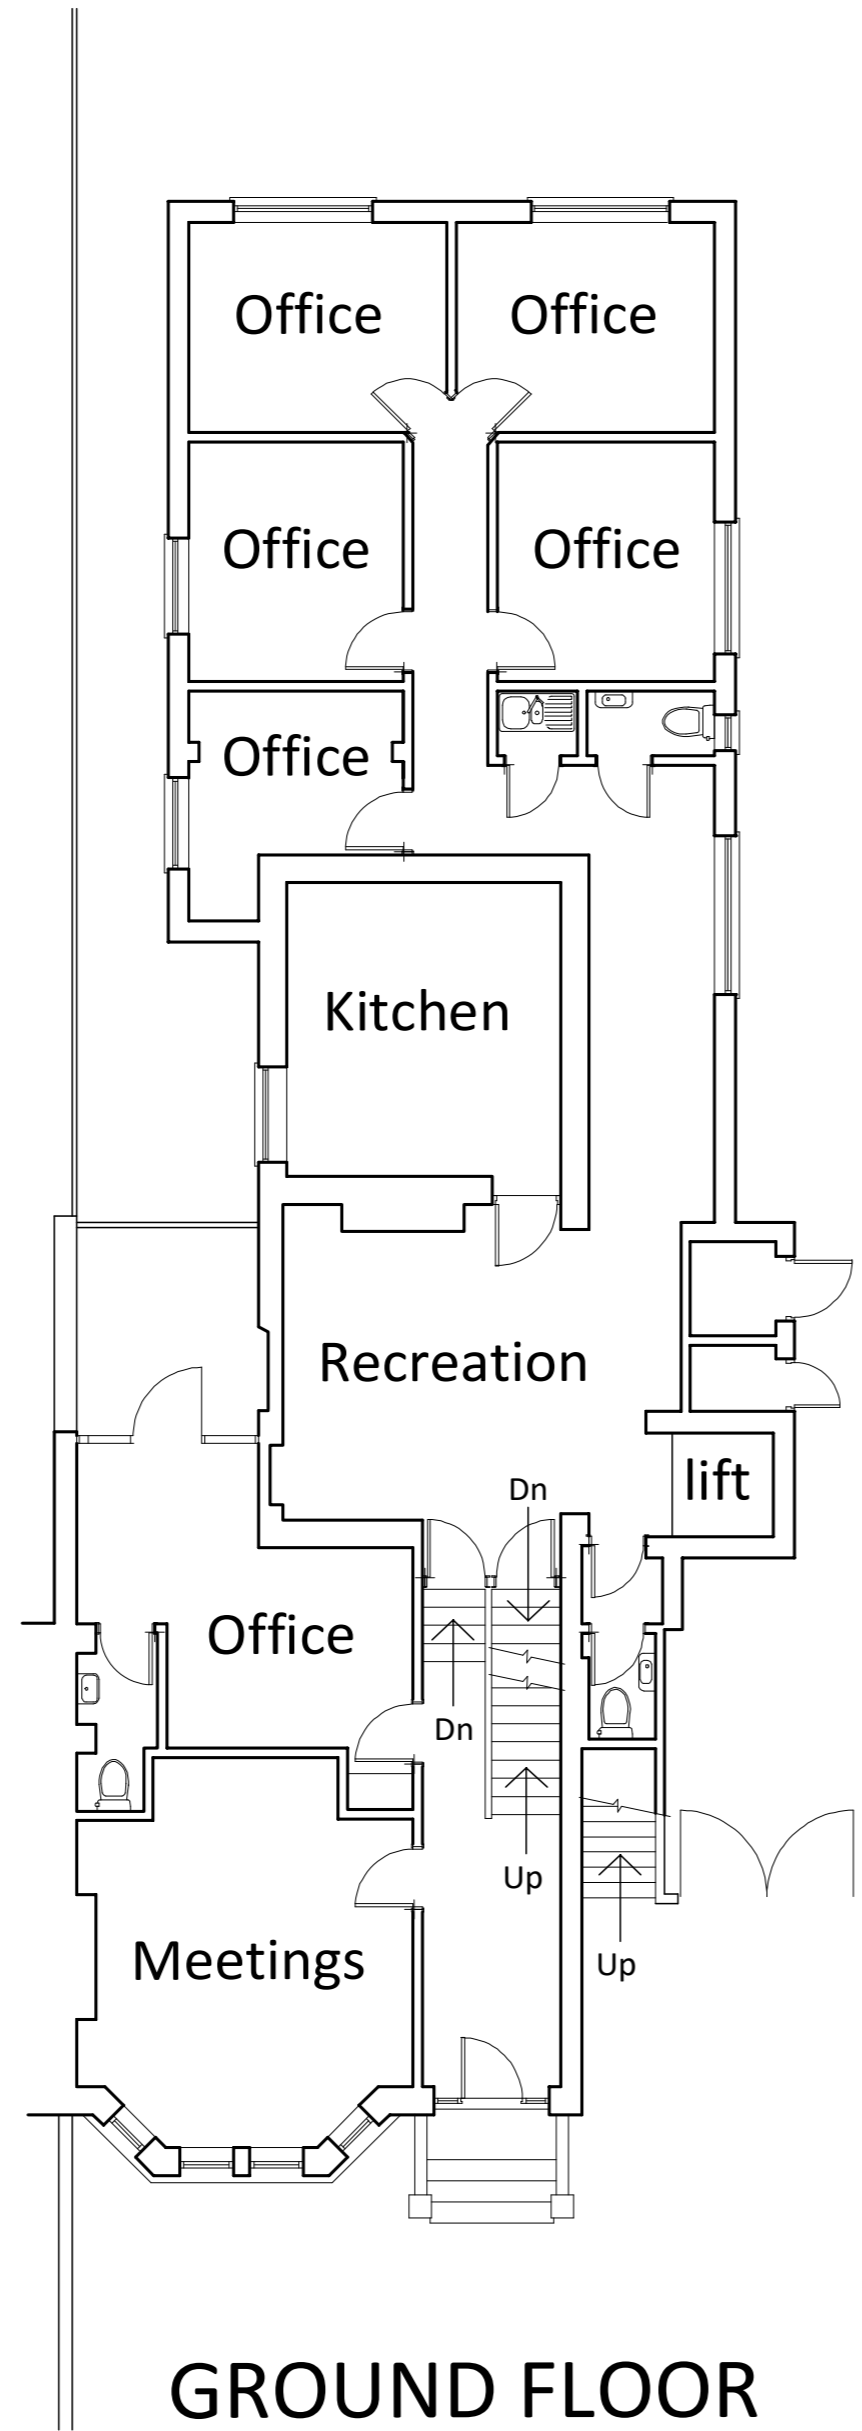 Office
Office
Office
Office
Office
Kitchen
Recreation
lift
Dn
Office
Dn
Up
Meetings
Up
GROUND FLOOR